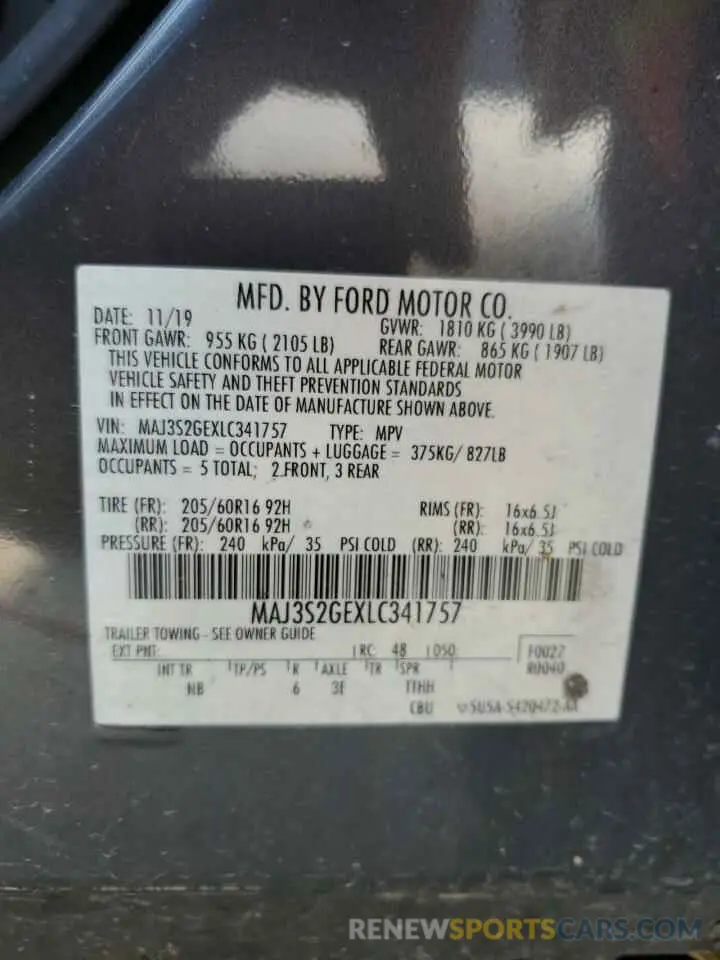 MFD. BY FORD MOTOR CO.
DATE: 11/19 GVWR: 1810 KG ( 3990 LB)
FRONT GAWR: 955 KG ( 2105 LB) REAR GAWR: 865 KG ( 1907 LB)
THIS VEHICLE CONFORMS TO ALL APPLICABLE FEDERAL MOTOR
VEHICLE SAFETY AND THEFT PREVENTION STANDARDS
IN EFFECT ON THE DATE OF MANUFACTURE SHOWN ABOVE.
VIN: MAJ3S2GEXLC341757 TYPE: MPV
MAXIMUM LOAD = OCCUPANTS + LUGGAGE = 375KG/ 827LB
OCCUPANTS = 5 TOTAL; 2 FRONT, 3 REAR
TIRE (FR): 205/60R16 92H RIMS (FR): 16x6.5J
(RR): 205/60R16 92H (RR): 16x6.5J
PRESSURE (FR): 240 kPa/ 35 PSI COLD (RR): 240 kPa/ 35 PSI COLD
MAJ3S2GEXLC341757
TRAILER TOWING - SEE OWNER GUIDE
EXT PNT: RC: 48 DSO: F0027
R0040
INT TR TP/PS R AXLE TR SPR
NB 6 3F TTHH
CBU
RENEWSPORTSCARS.COM